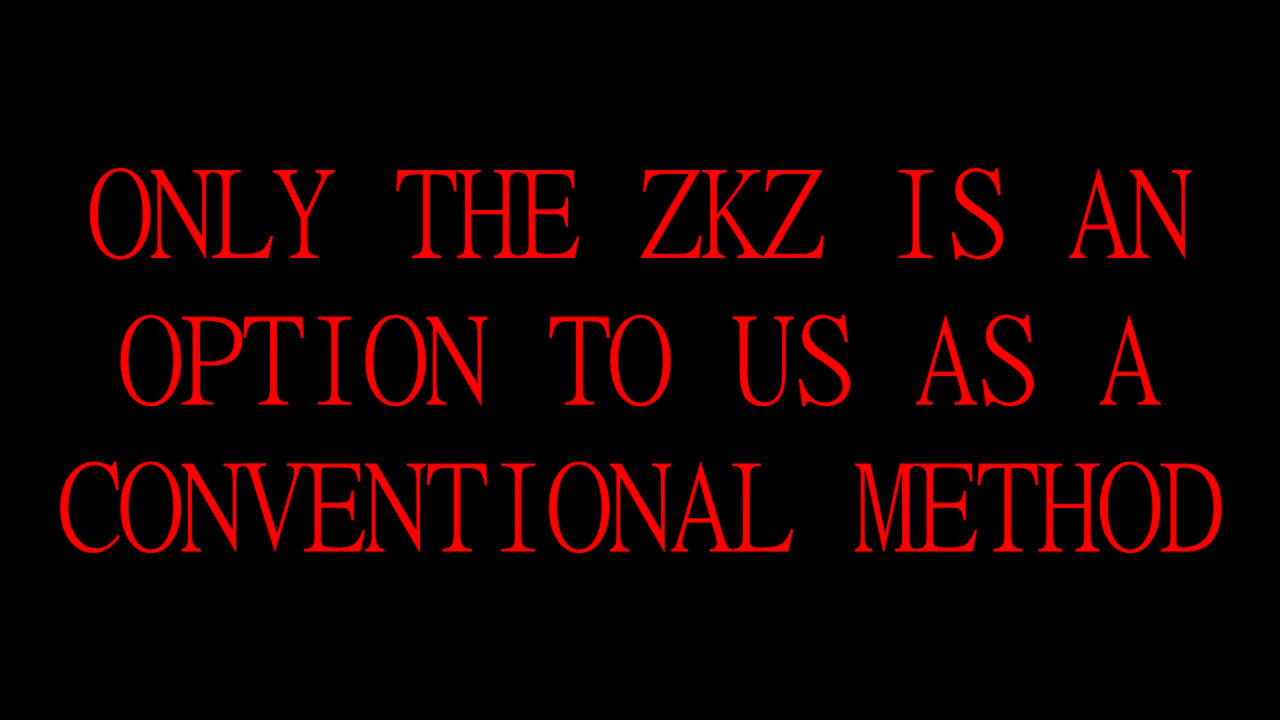 ONLY THE ZKZ IS AN
OPTION TO US AS A
CONVENTIONAL METHOD